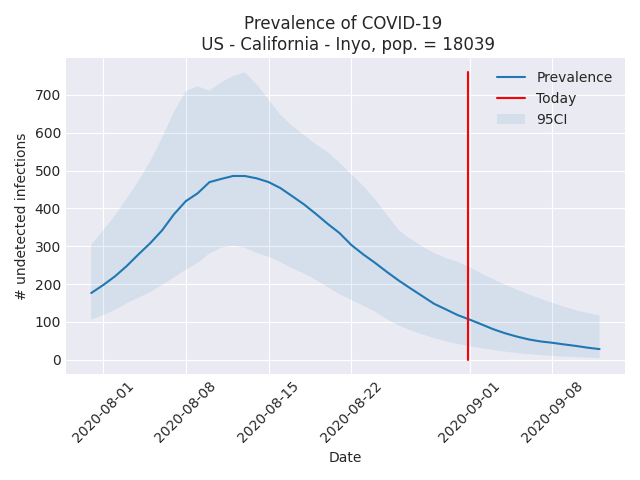 Prevalence of COVID-19
US - California - Inyo, pop. = 18039
Prevalence
Today
95CI
# undetected infections
700
600
500
400
300
200
100
0
2020-08-01
2020-08-08
2020-08-15
2020-08-22
2020-09-01
2020-09-08
Date